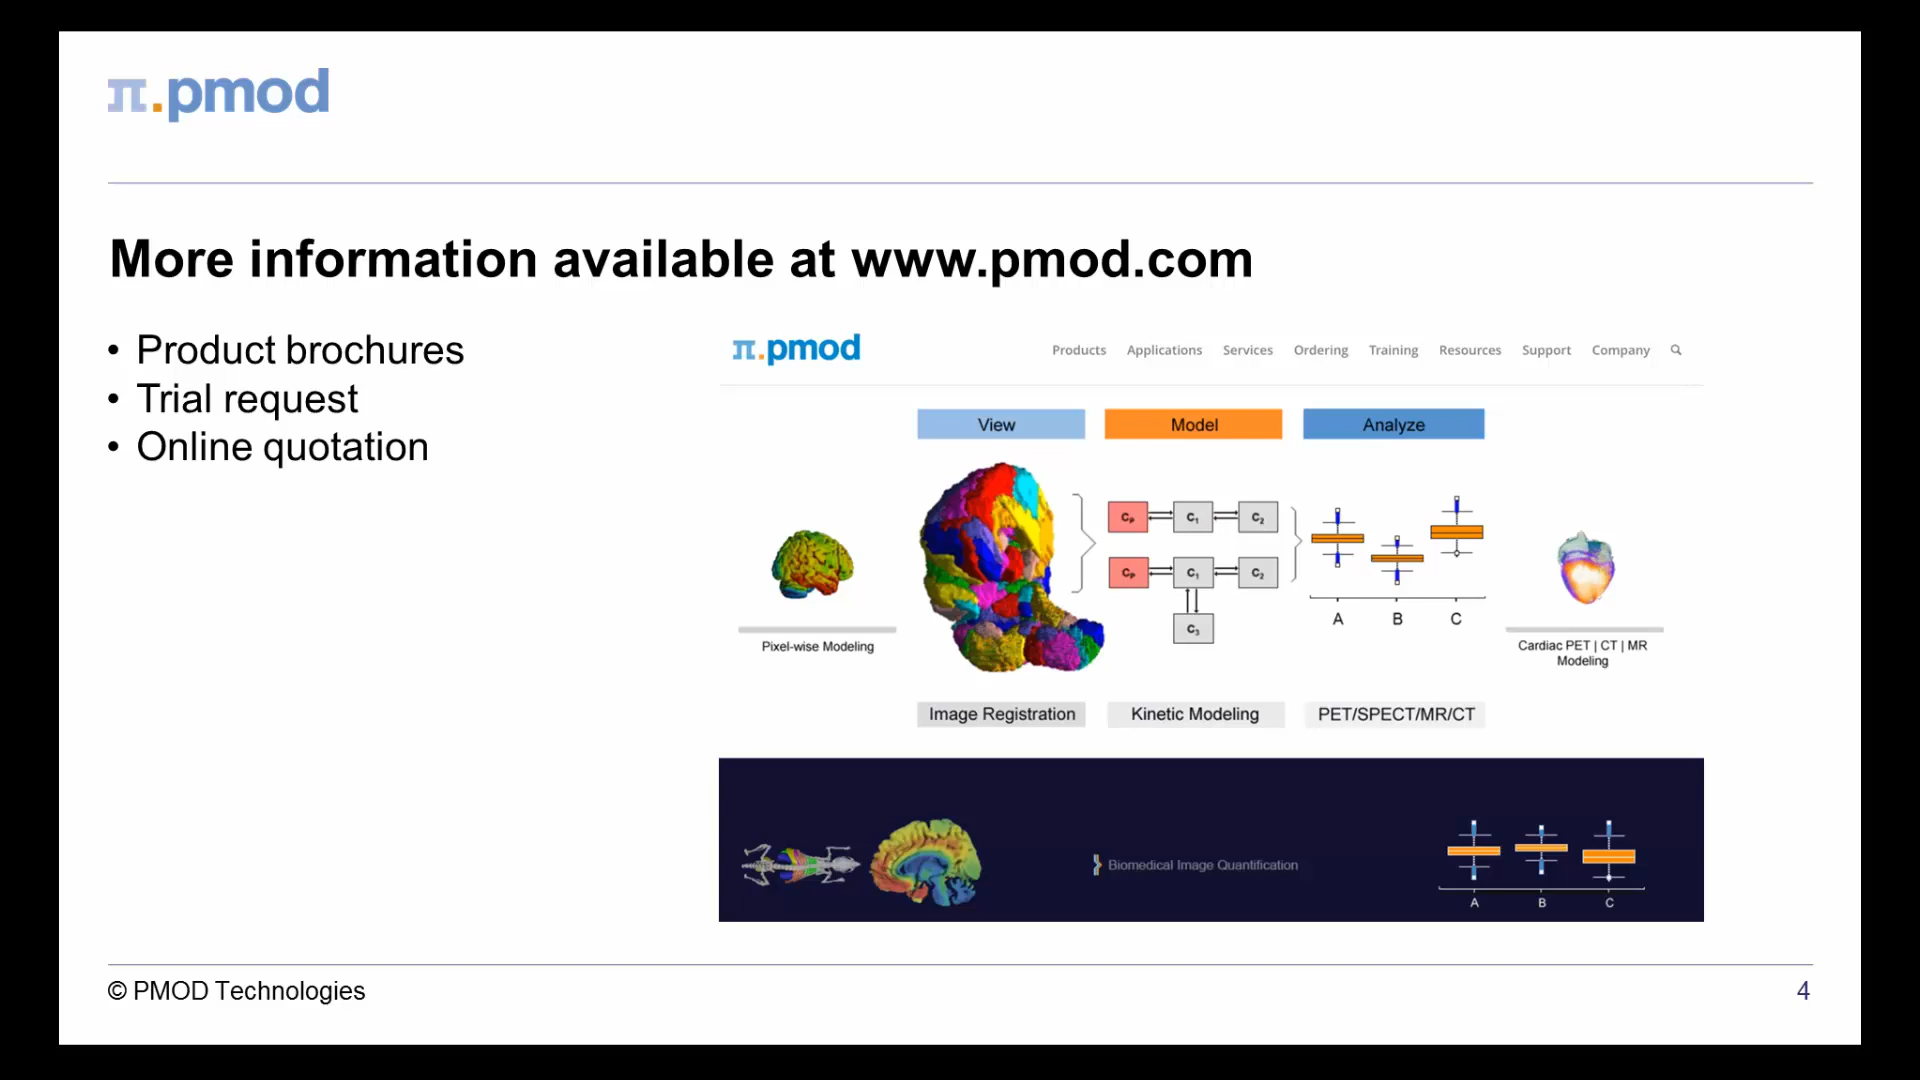 π.pmod
More information available at www.pmod.com
• Product brochures
• Trial request
• Online quotation
π.pmod
Products Applications Services Ordering Training Resources Support Company
View Model Analyze
Cp C1 C2
Cp C1 C2
C3
A B C
Pixel-wise Modeling
Cardiac PET | CT | MR
Modeling
Image Registration Kinetic Modeling PET/SPECT/MR/CT
Biomedical Image Quantification
A B C
© PMOD Technologies
4